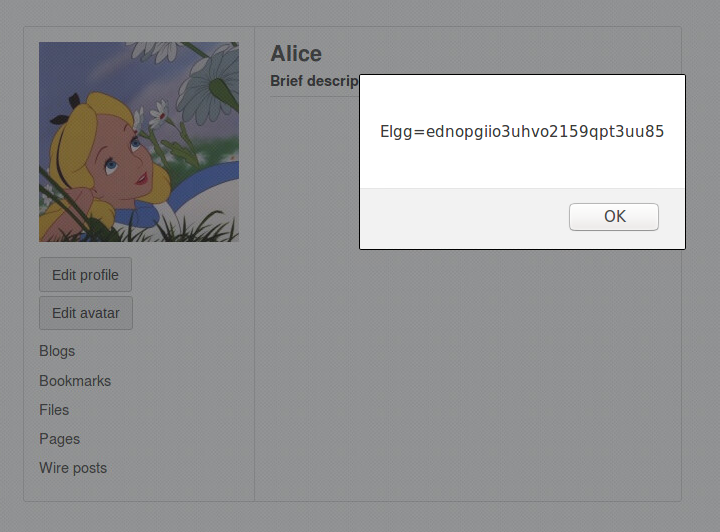 Alice
Brief descrip
Elgg=ednopgiio3uhvo2159qpt3uu85
OK
Edit profile
Edit avatar
Blogs
Bookmarks
Files
Pages
Wire posts